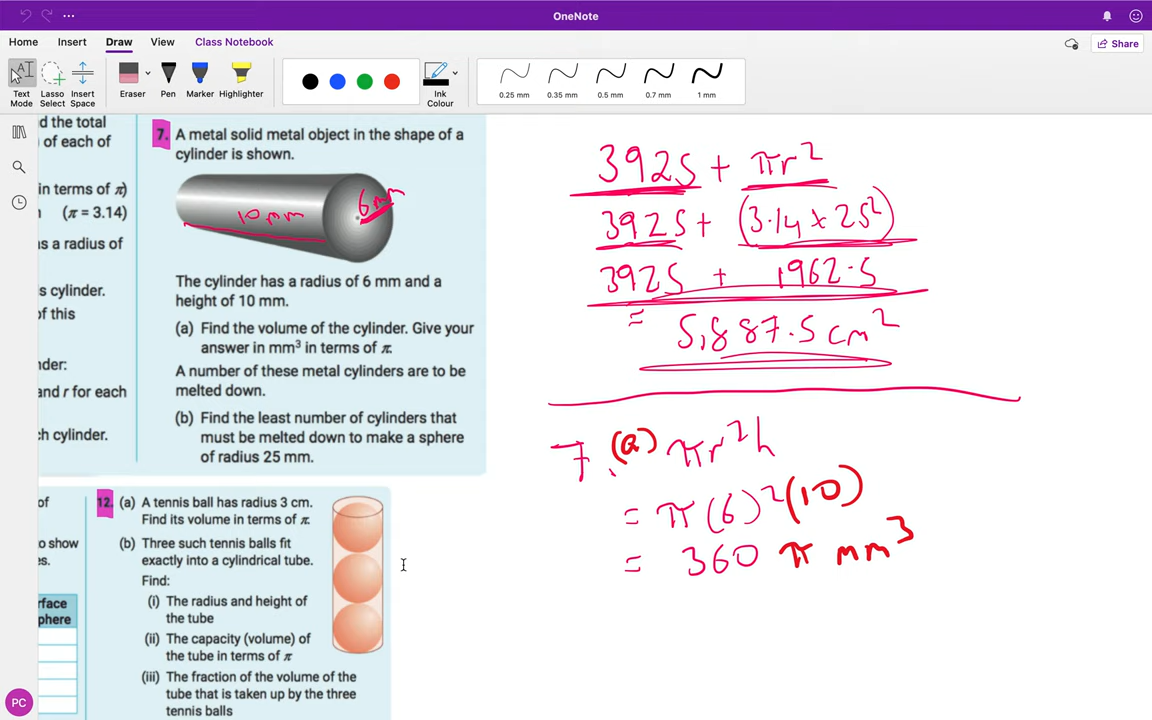 OneNote
Home Insert Draw View Class Notebook
Share
Text Mode
Lasso Select
Insert Space
Eraser
Pen
Marker
Highlighter
Ink Colour
0.25 mm 0.35 mm 0.5 mm 0.7 mm 1 mm
d the total
of each of
in terms of π)
(π = 3.14)
as a radius of
s cylinder.
of this
nder:
and r for each
ch cylinder.
7. A metal solid metal object in the shape of a
cylinder is shown.
10mm
6mm
The cylinder has a radius of 6 mm and a
height of 10 mm.
(a) Find the volume of the cylinder. Give your
answer in mm³ in terms of π.
A number of these metal cylinders are to be
melted down.
(b) Find the least number of cylinders that
must be melted down to make a sphere
of radius 25 mm.
of
to show
es.
rface
phere
12. (a) A tennis ball has radius 3 cm.
Find its volume in terms of π.
(b) Three such tennis balls fit
exactly into a cylindrical tube.
Find:
(i) The radius and height of
the tube
(ii) The capacity (volume) of
the tube in terms of π
(iii) The fraction of the volume of the
tube that is taken up by the three
tennis balls
3925 + πr²
3925 + (3.14 x 25²)
3925 + 1962.5
= 5,887.5 cm²
7. (a) πr²h
= π(6)²(10)
= 360 π mm³
PC